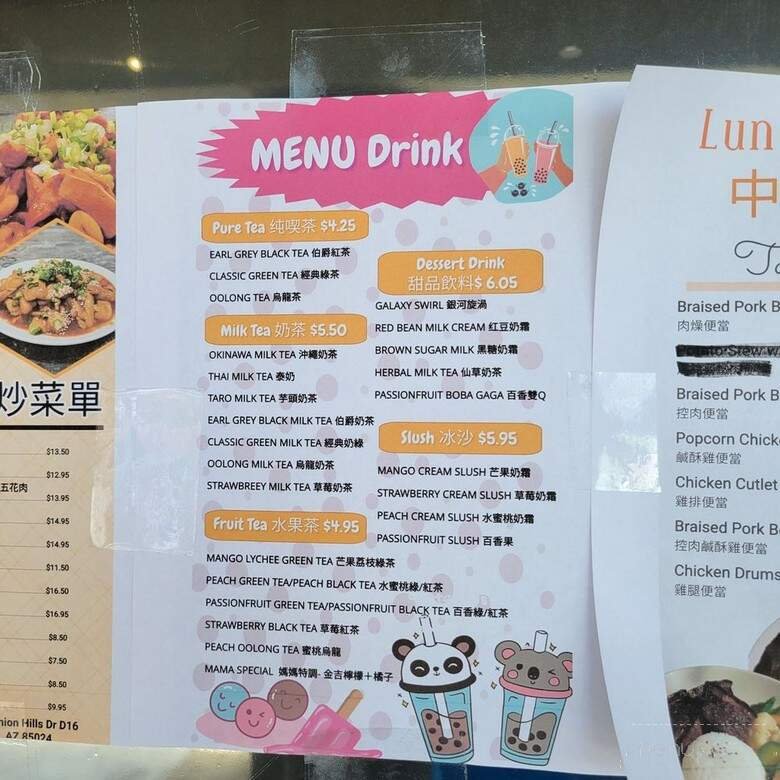 炒菜單
$13.50
$12.95
五花肉
$13.95
$14.95
$14.95
$11.50
$16.50
$16.95
$8.50
$7.50
$8.50
$9.95
Hills Dr D16
AZ 85024
MENU Drink
Pure Tea 纯喫茶 $4.25
EARL GREY BLACK TEA 伯爵紅茶
CLASSIC GREEN TEA 經典綠茶
OOLONG TEA 烏龍茶
Milk Tea 奶茶 $5.50
OKINAWA MILK TEA 沖繩奶茶
THAI MILK TEA 泰奶
TARO MILK TEA 芋頭奶茶
EARL GREY BLACK MILK TEA 伯爵奶茶
CLASSIC GREEN MILK TEA 經典奶綠
OOLONG MILK TEA 烏龍奶茶
STRAWBREEY MILK TEA 草莓奶茶
Fruit Tea 水果茶 $4.95
MANGO LYCHEE GREEN TEA 芒果荔枝綠茶
PEACH GREEN TEA/PEACH BLACK TEA 水蜜桃綠/紅茶
PASSIONFRUIT GREEN TEA/PASSIONFRUIT BLACK TEA 百香綠/紅茶
STRAWBERRY BLACK TEA 草莓紅茶
PEACH OOLONG TEA 蜜桃烏龍
MAMA SPECIAL 媽媽特調- 金吉檸檬+橘子
Dessert Drink
甜品飲料$ 6.05
GALAXY SWIRL 銀河旋渦
RED BEAN MILK CREAM 紅豆奶霜
BROWN SUGAR MILK 黑糖奶霜
HERBAL MILK TEA 仙草奶茶
PASSIONFRUIT BOBA GAGA 百香雙Q
Slush 冰沙 $5.95
MANGO CREAM SLUSH 芒果奶霜
STRAWBERRY CREAM SLUSH 草莓奶霜
PEACH CREAM SLUSH 水蜜桃奶霜
PASSIONFRUIT SLUSH 百香果
Lun
中
Ta
Braised Pork B
肉燥便當
Stew w
Braised Pork B
控肉便當
Popcorn Chick
鹹酥雞便當
Chicken Cutlet
雞排便當
Braised Pork Be
控肉鹹酥雞便當
Chicken Drums
雞腿便當